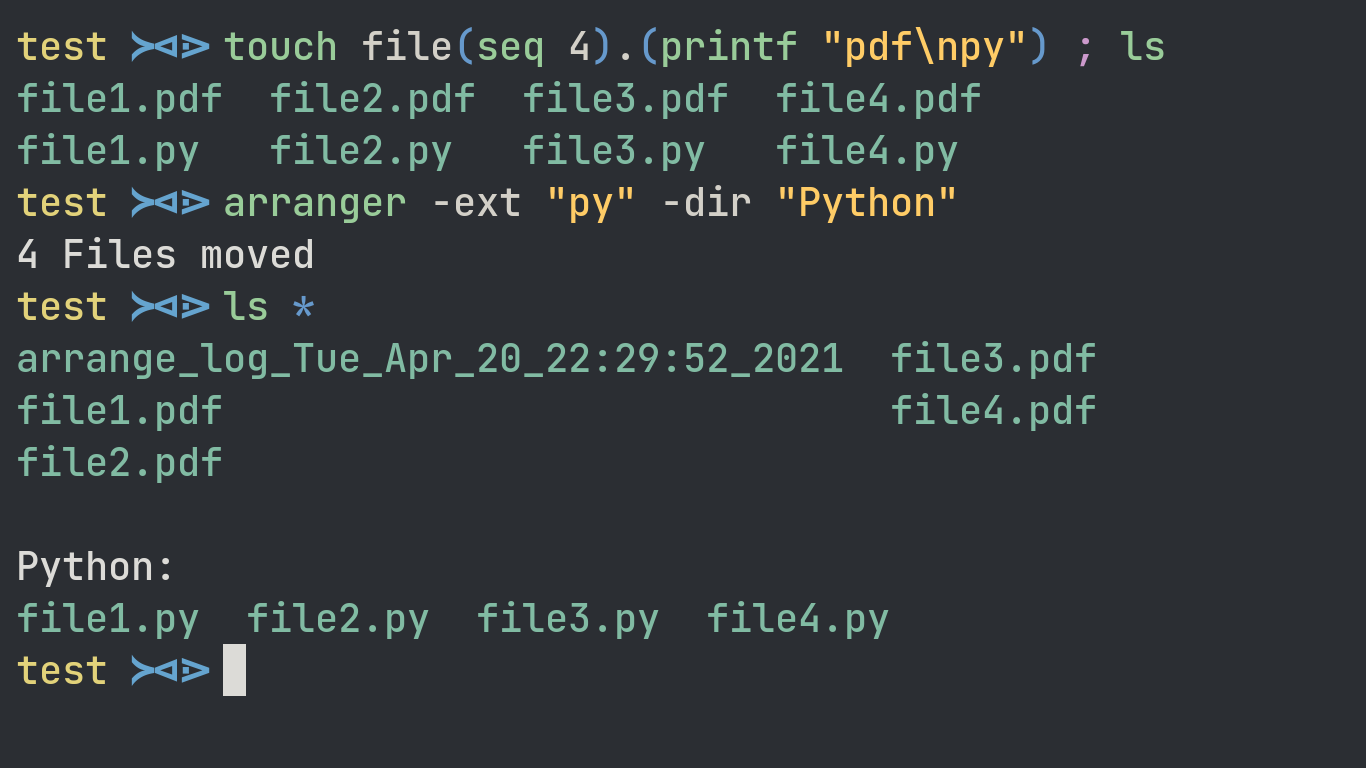 test ≻⋖⋗ touch file(seq 4).(printf "pdf\npy") ; ls
file1.pdf  file2.pdf  file3.pdf  file4.pdf
file1.py   file2.py   file3.py   file4.py
test ≻⋖⋗ arranger -ext "py" -dir "Python"
4 Files moved
test ≻⋖⋗ ls *
arrange_log_Tue_Apr_20_22:29:52_2021  file3.pdf
file1.pdf                             file4.pdf
file2.pdf
Python:
file1.py  file2.py  file3.py  file4.py
test ≻⋖⋗